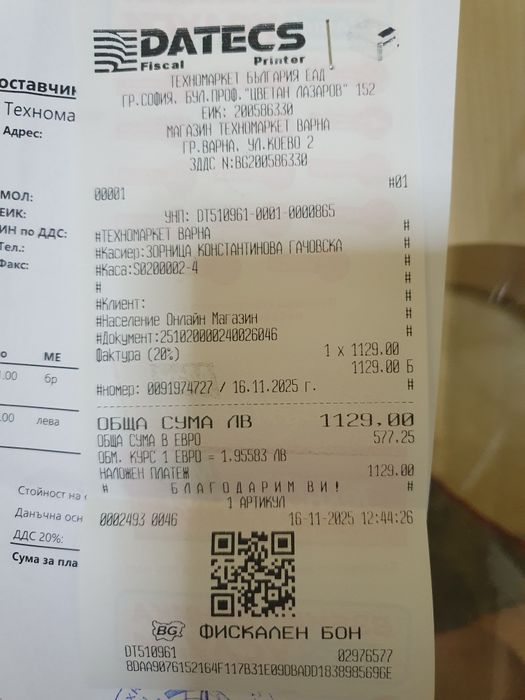 DATECS
Fiscal Printer
ТЕХНОМАРКЕТ БЪЛГАРИЯ ЕАД
ГР.СОФИЯ, БУЛ.ПРОФ."ЦВЕТАН ЛАЗАРОВ" 152
ЕИК: 200586330
МАГАЗИН ТЕХНОМАРКЕТ ВАРНА
ГР.ВАРНА, УЛ.КОЕВО 2
ЗДДС N:BG200586330
00001 #01
УНП: DT510961-0001-0000865
#ТЕХНОМАРКЕТ ВАРНА #
#Касиер:ЗОРНИЦА КОНСТАНТИНОВА ГАЧОВСКА #
#Каса:S0200002-4 #
# #
#Клиент: #
#Население Онлайн Магазин #
#Документ:251020000240026046 #
Фактура (20%) 1 x 1129.00
1129.00 Б
#номер: 0091974727 / 16.11.2025 г. #
ОБЩА СУМА ЛВ 1129.00
ОБЩА СУМА В ЕВРО 577.25
ОБМ. КУРС 1 ЕВРО = 1.95583 ЛВ
НАЛОЖЕН ПЛАТЕЖ 1129.00
# БЛАГОДАРИМ ВИ! #
1 АРТИКУЛ
0002493 0046 16-11-2025 12:44:26
BG ФИСКАЛЕН БОН
DT510961 02976577
8DAA9076152164F117B31E09DBADD1838985696E
оставчик
Технома
Адрес:
МОЛ:
ЕИК:
ИН по ДДС:
Тел.:
Факс:
о МЕ
1.00 бр
.00 лева
Стойност на
Данъчна осн
ДДС 20%:
Сума за пла